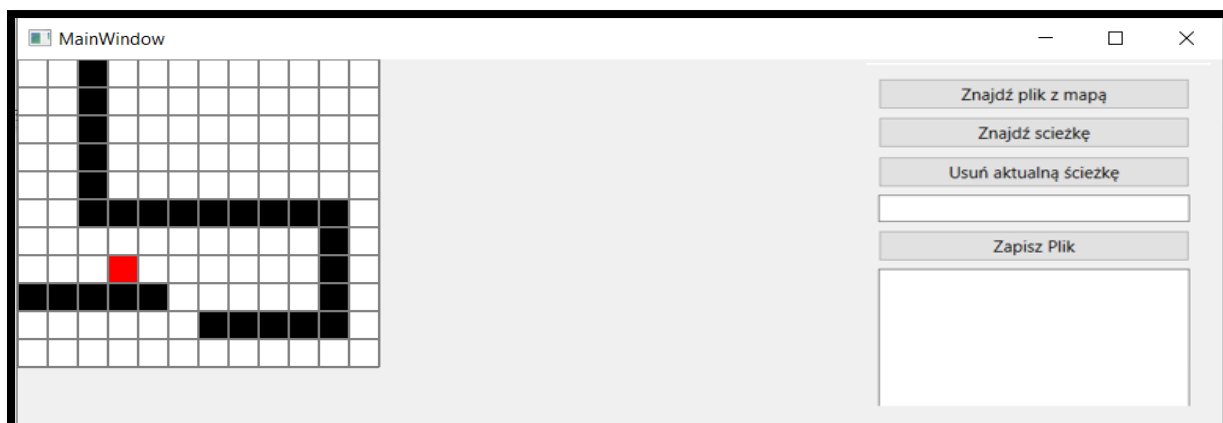 MainWindow
Znajdź plik z mapą
Znajdź scieżkę
Usuń aktualną ścieżkę
Zapisz Plik